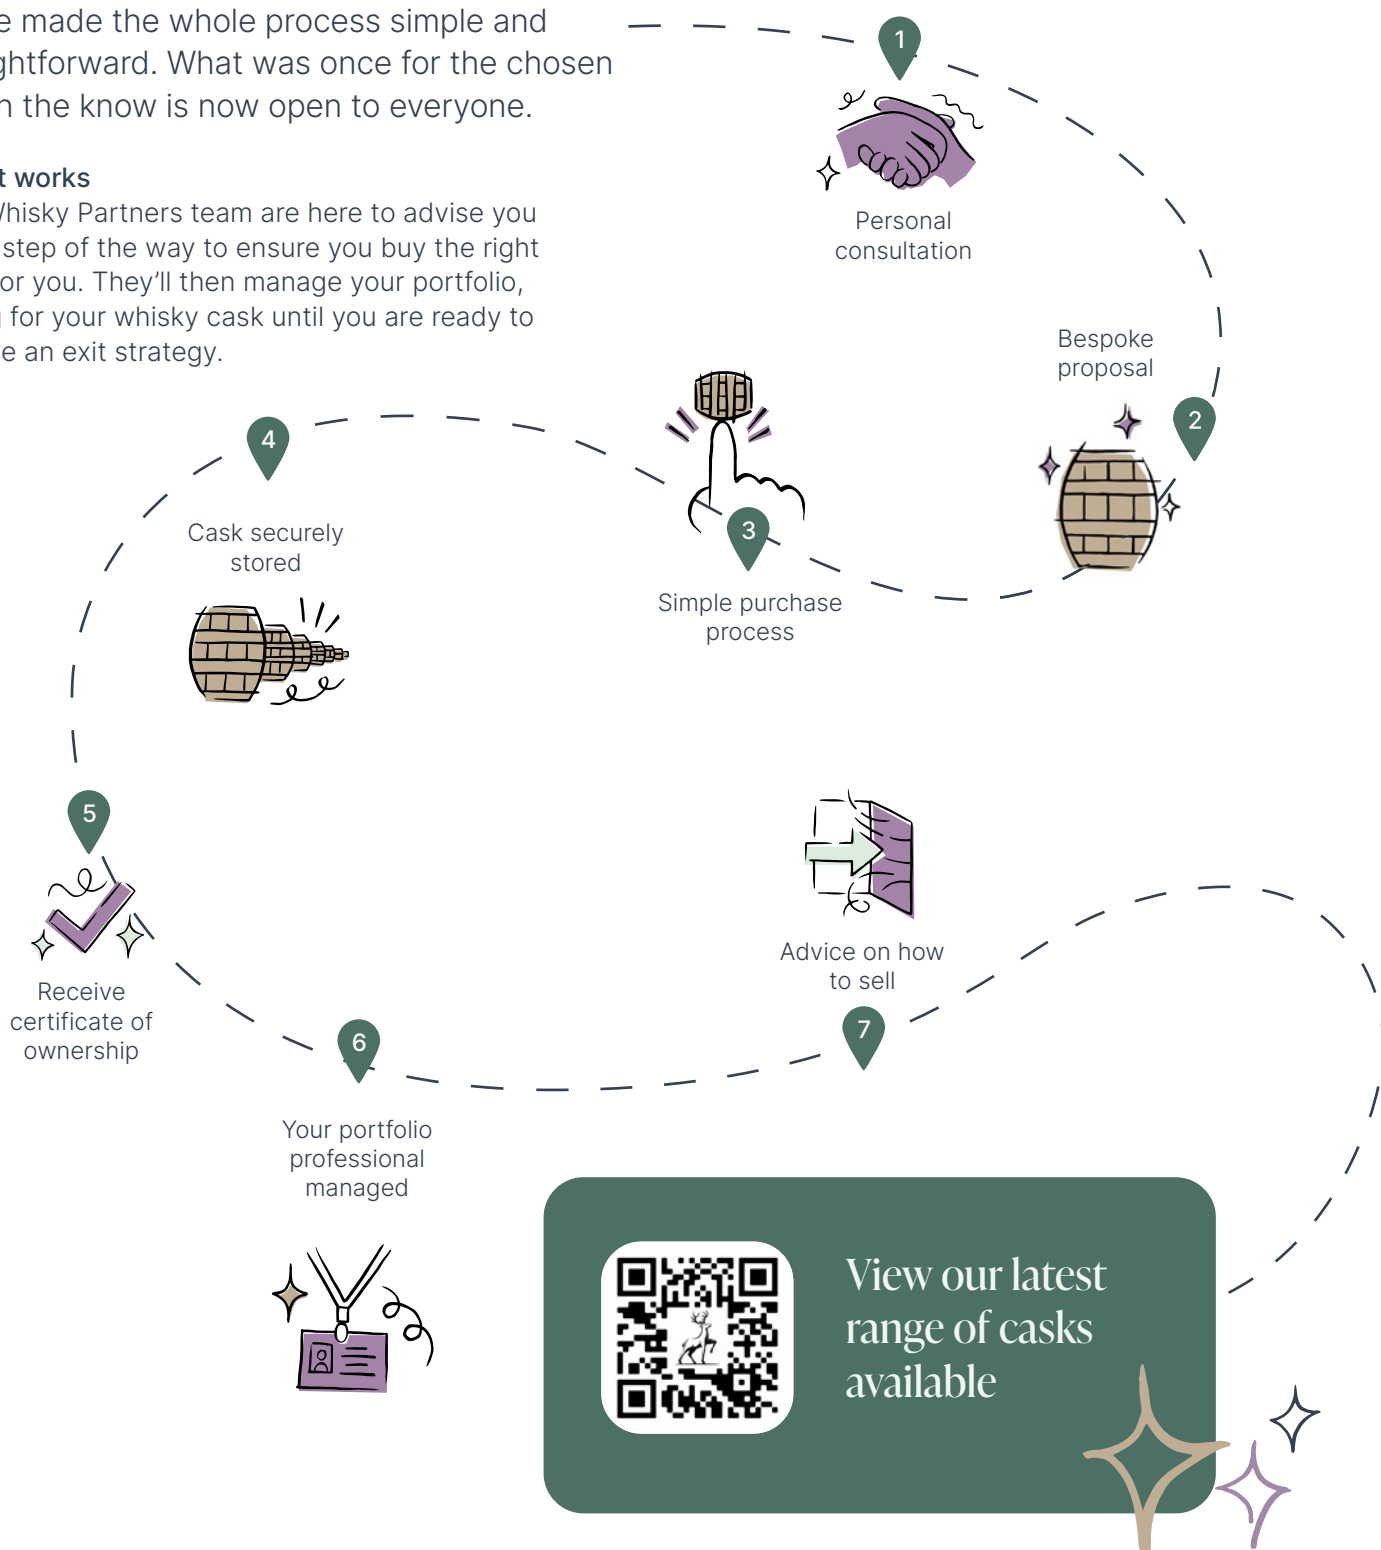 e made the whole process simple and
ghtforward. What was once for the chosen
n the know is now open to everyone.
t works
Whisky Partners team are here to advise you
step of the way to ensure you buy the right
or you. They'll then manage your portfolio,
g for your whisky cask until you are ready to
e an exit strategy.
1
Personal
consultation
Bespoke
proposal
2
3
Simple purchase
process
4
Cask securely
stored
5
Receive
certificate of
ownership
6
Your portfolio
professional
managed
Advice on how
to sell
7
View our latest
range of casks
available